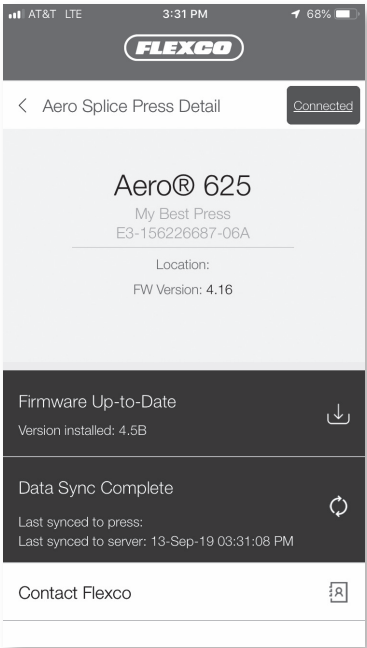 AT&T LTE 3:31 PM 68%
FLEXCO
Aero Splice Press Detail Connected
Aero® 625
My Best Press
E3-156226687-06A
Location:
FW Version: 4.16
Firmware Up-to-Date
Version installed: 4.5B
Data Sync Complete
Last synced to press:
Last synced to server: 13-Sep-19 03:31:08 PM
Contact Flexco